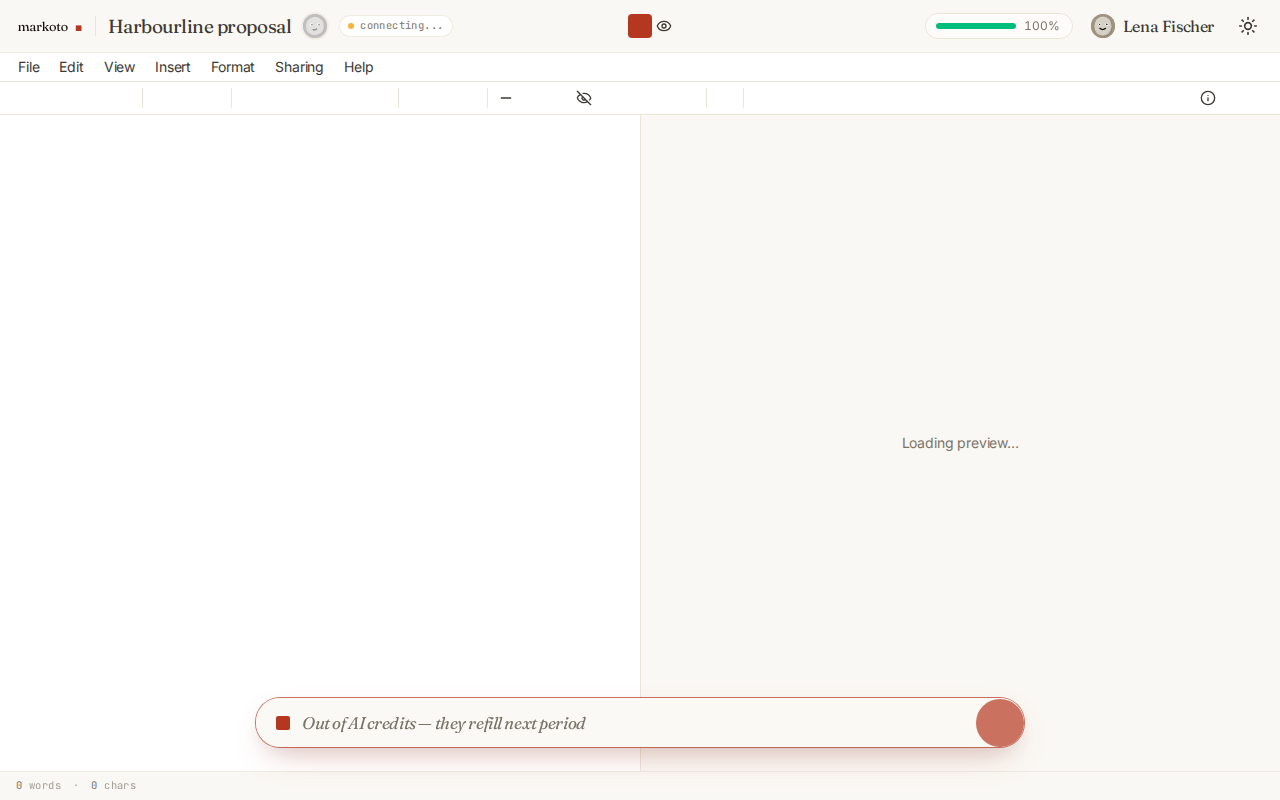 markoto
Harbourline proposal
connecting...
100%
Lena Fischer
File Edit View Insert Format Sharing Help
Loading preview...
Out of AI credits — they refill next period
0 words · 0 chars